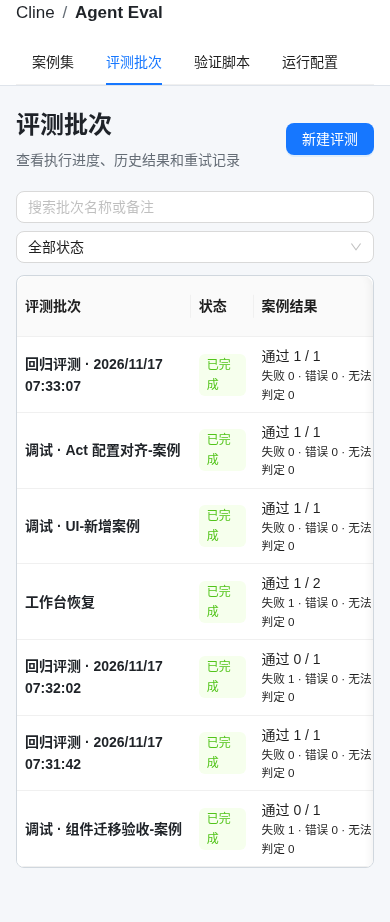 Cline / Agent Eval
案例集 评测批次 验证脚本 运行配置
评测批次
查看执行进度、历史结果和重试记录
新建评测
搜索批次名称或备注
全部状态
评测批次 状态 案例结果
回归评测 · 2026/11/17
07:33:07
已完
成
通过 1 / 1
失败 0 · 错误 0 · 无法
判定 0
调试 · Act 配置对齐-案例
已完
成
通过 1 / 1
失败 0 · 错误 0 · 无法
判定 0
调试 · UI-新增案例
已完
成
通过 1 / 1
失败 0 · 错误 0 · 无法
判定 0
工作台恢复
已完
成
通过 1 / 2
失败 1 · 错误 0 · 无法
判定 0
回归评测 · 2026/11/17
07:32:02
已完
成
通过 0 / 1
失败 1 · 错误 0 · 无法
判定 0
回归评测 · 2026/11/17
07:31:42
已完
成
通过 1 / 1
失败 0 · 错误 0 · 无法
判定 0
调试 · 组件迁移验收-案例
已完
成
通过 0 / 1
失败 1 · 错误 0 · 无法
判定 0